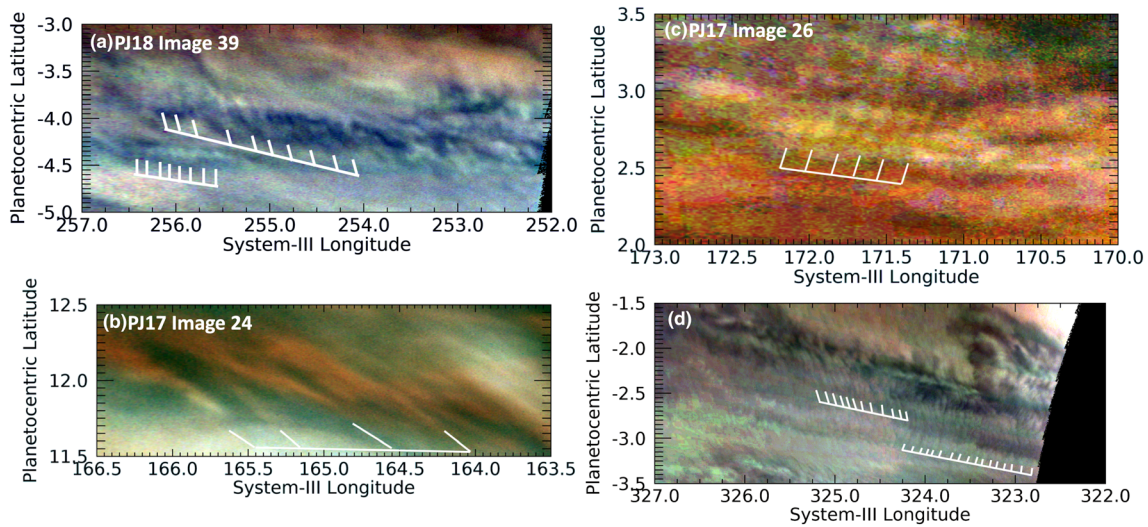 (a)PJ18 Image 39
Planetocentric Latitude
-3.0
-3.5
-4.0
-4.5
-5.0
257.0 256.0 255.0 254.0 253.0 252.0
System-III Longitude
(c)PJ17 Image 26
Planetocentric Latitude
3.5
3.0
2.5
2.0
173.0 172.5 172.0 171.5 171.0 170.5 170.0
System-III Longitude
(b)PJ17 Image 24
Planetocentric Latitude
12.5
12.0
11.5
166.5 166.0 165.5 165.0 164.5 164.0 163.5
System-III Longitude
(d)
Planetocentric Latitude
-1.5
-2.0
-2.5
-3.0
-3.5
327.0 326.0 325.0 324.0 323.0 322.0
System-III Longitude